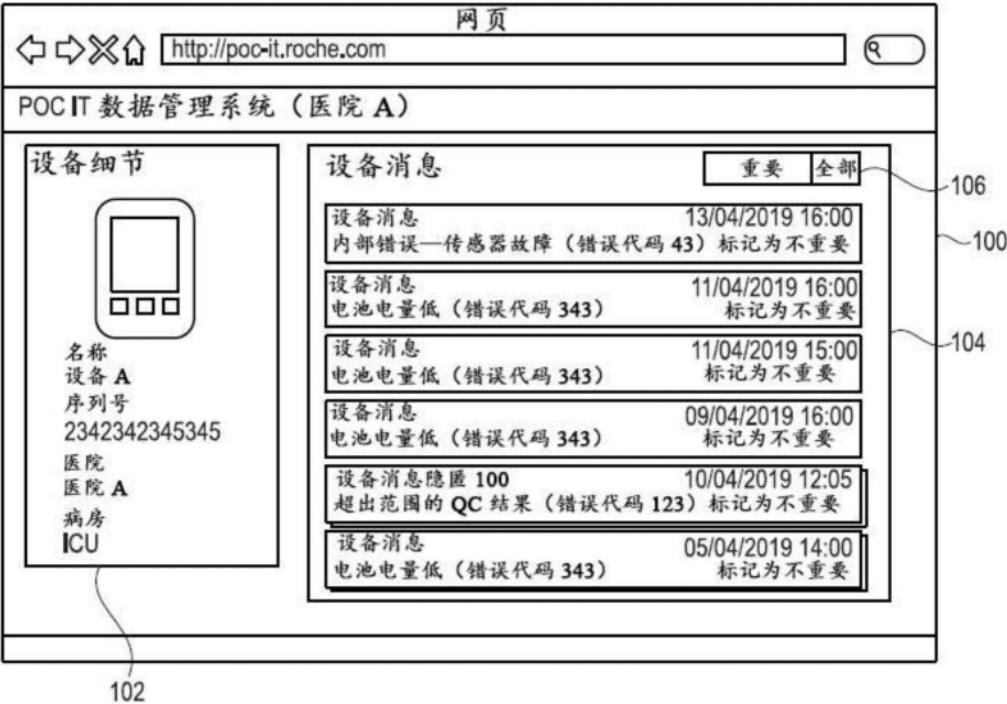 网页
http://poc-it.roche.com
POC IT 数据管理系统（医院 A）
设备细节
名称
设备 A
序列号
2342342345345
医院
医院 A
病房
ICU
102
设备消息
重要 全部
106
100
设备消息 13/04/2019 16:00
内部错误—传感器故障（错误代码 43）标记为不重要
设备消息 11/04/2019 16:00
电池电量低（错误代码 343） 标记为不重要
104
设备消息 11/04/2019 15:00
电池电量低（错误代码 343） 标记为不重要
设备消息 09/04/2019 16:00
电池电量低（错误代码 343） 标记为不重要
设备消息隐匿 100 10/04/2019 12:05
超出范围的 QC 结果（错误代码 123）标记为不重要
设备消息 05/04/2019 14:00
电池电量低（错误代码 343） 标记为不重要